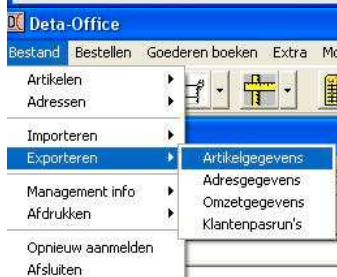 Deta-Office
Bestand Bestellen Goederen boeken Extra
Artikelen
Adressen
Importeren
Exporteren
Artikelgegevens
Adresgegevens
Omzetgegevens
Klantenpasrun's
Management info
Afdrukken
Opnieuw aanmelden
Afsluiten